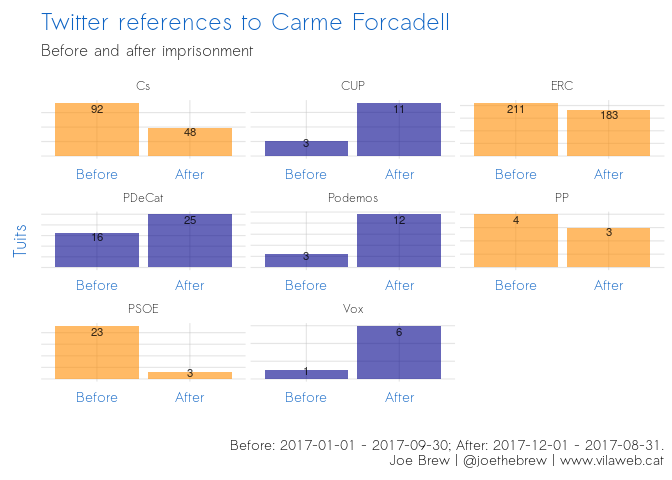 Twitter references to Carme Forcadell
Before and after imprisonment
Cs
CUP
ERC
92
48
3
11
211
183
Before
After
Before
After
Before
After
PDeCat
Podemos
PP
16
25
3
12
4
3
Before
After
Before
After
Before
After
PSOE
Vox
23
3
1
6
Before
After
Before
After
Tuits
Before: 2017-01-01 - 2017-09-30; After: 2017-12-01 - 2017-08-31.
Joe Brew | @joethebrew | www.vilaweb.cat